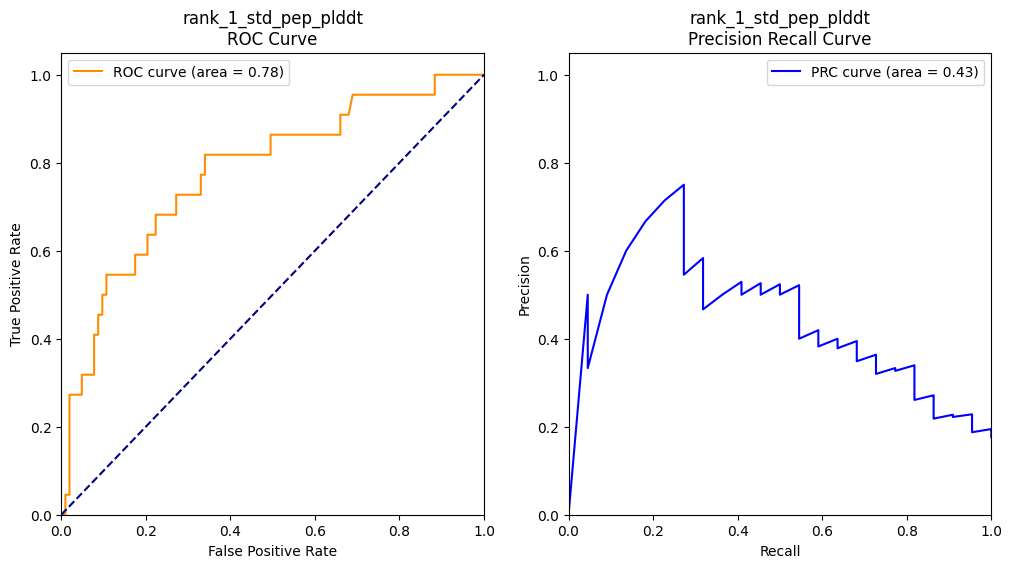 rank_1_std_pep_plddt
ROC Curve
ROC curve (area = 0.78)
True Positive Rate
1.0
0.8
0.6
0.4
0.2
0.0
0.0 0.2 0.4 0.6 0.8 1.0
False Positive Rate
rank_1_std_pep_plddt
Precision Recall Curve
PRC curve (area = 0.43)
Precision
1.0
0.8
0.6
0.4
0.2
0.0
0.0 0.2 0.4 0.6 0.8 1.0
Recall